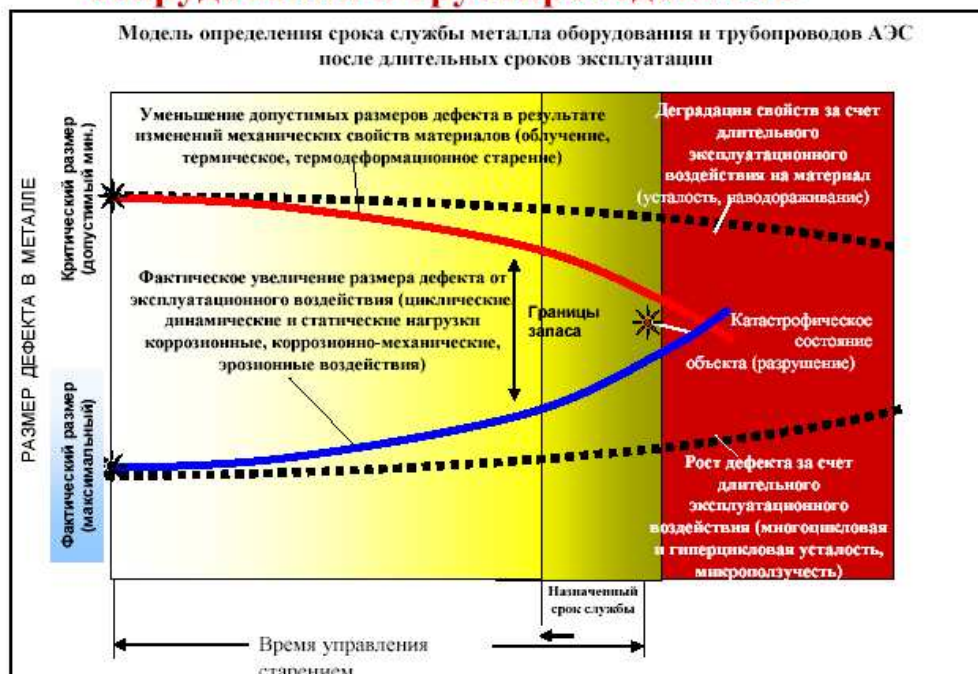 Модель определения срока службы металла оборудования и трубопроводов АЭС
после длительных сроков эксплуатации
Уменьшение допустимых размеров дефекта в результате
изменений механических свойств материалов (облучение,
термическое, термодеформационное старение)
Деградация свойств за счет
длительного
эксплуатационного
воздействия на материал
(усталость, наводораживание)
РАЗМЕР ДЕФЕКТА В МЕТАЛЛЕ
Критический размер
(допустимый мин.)
Фактический размер
(максимальный)
Фактическое увеличение размера дефекта от
эксплуатационного воздействия (циклические
динамические и статические нагрузки
коррозионные, коррозионно-механические,
эрозионные воздействия)
Границы
запаса
Катастрофическое
состояние
объекта (разрушение)
Рост дефекта за счет
длительного
эксплуатационного
воздействия (многоцикловая
и гиперцикловая усталость,
микроползучесть)
Назначенный
срок службы
Время управления
старением